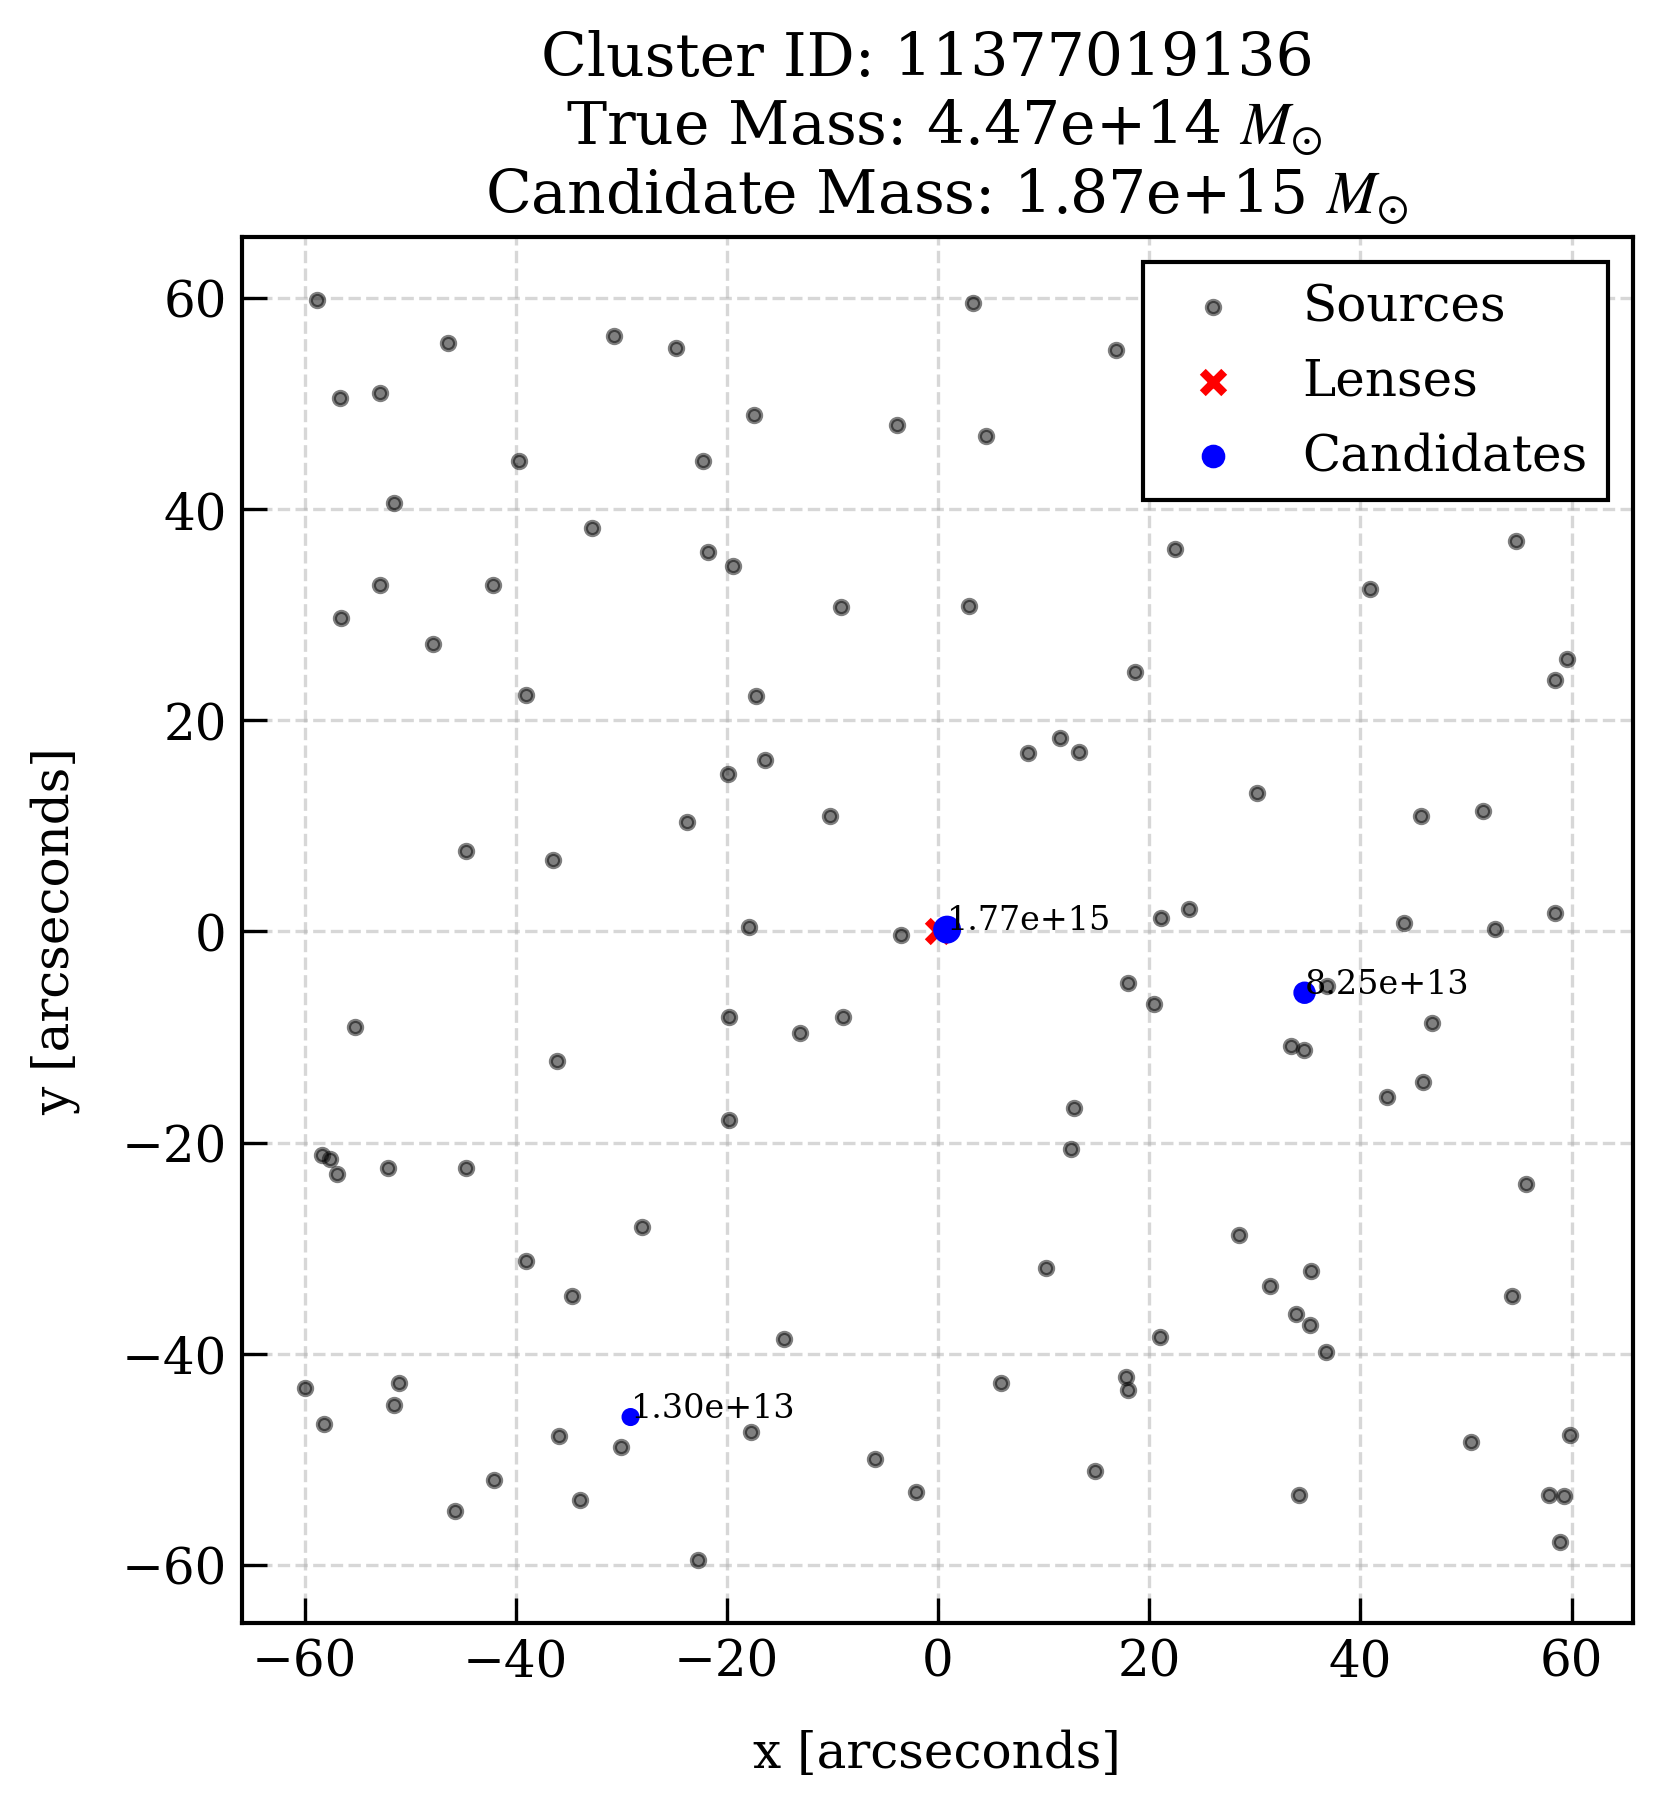 Cluster ID: 11377019136
True Mass: 4.47e+14 M⊙
Candidate Mass: 1.87e+15 M⊙
Sources
Lenses
Candidates
60
40
20
0
−20
−40
−60
y [arcseconds]
1.77e+15
8.25e+13
1.30e+13
−60
−40
−20
0
20
40
60
x [arcseconds]